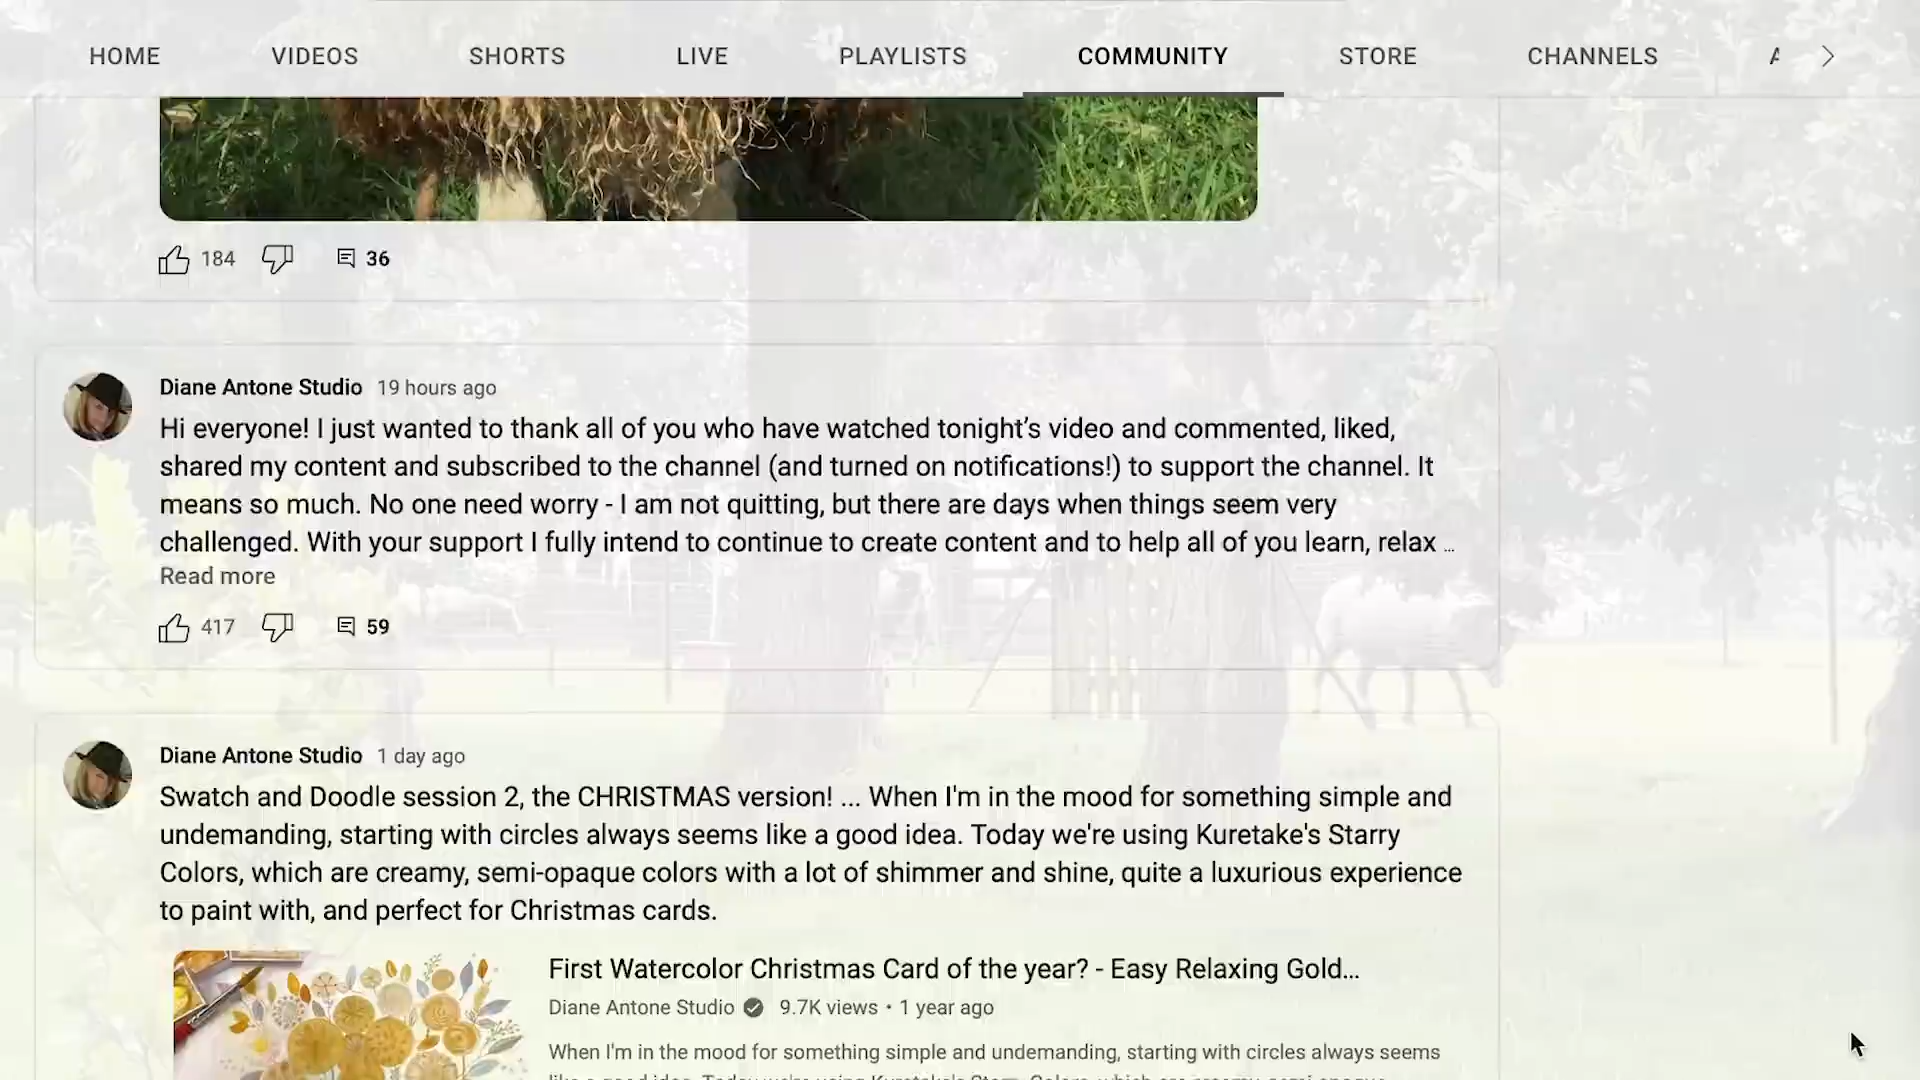 HOME VIDEOS SHORTS LIVE PLAYLISTS COMMUNITY STORE CHANNELS
184 36
Diane Antone Studio 19 hours ago
Hi everyone! I just wanted to thank all of you who have watched tonight’s video and commented, liked,
shared my content and subscribed to the channel (and turned on notifications!) to support the channel. It
means so much. No one need worry - I am not quitting, but there are days when things seem very
challenged. With your support I fully intend to continue to create content and to help all of you learn, relax ...
Read more
417 59
Diane Antone Studio 1 day ago
Swatch and Doodle session 2, the CHRISTMAS version! ... When I'm in the mood for something simple and
undemanding, starting with circles always seems like a good idea. Today we're using Kuretake's Starry
Colors, which are creamy, semi-opaque colors with a lot of shimmer and shine, quite a luxurious experience
to paint with, and perfect for Christmas cards.
First Watercolor Christmas Card of the year? - Easy Relaxing Gold...
Diane Antone Studio 9.7K views • 1 year ago
When I'm in the mood for something simple and undemanding, starting with circles always seems